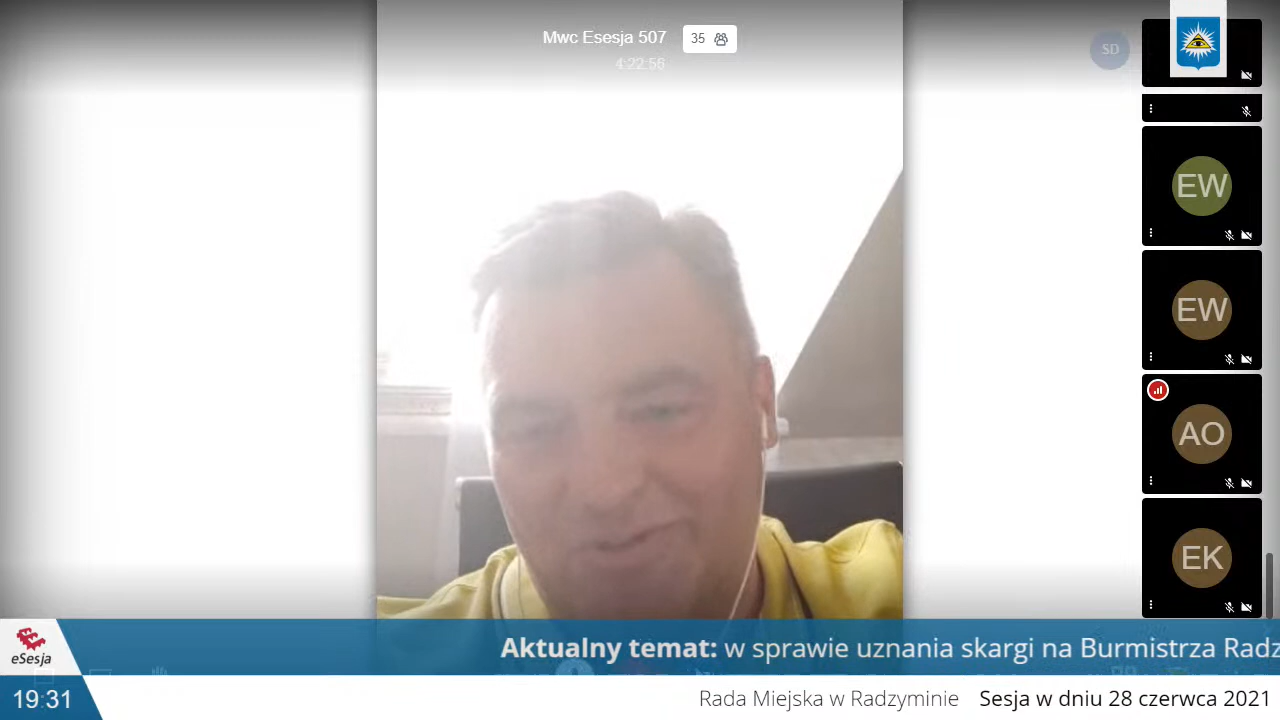 Mwc Esesja 507
35
4:22:56
SD
EW
EW
AO
EK
Aktualny temat: w sprawie uznania skargi na Burmistrza Radz
eSesja
19:31
Rada Miejska w Radzyminie Sesja w dniu 28 czerwca 2021